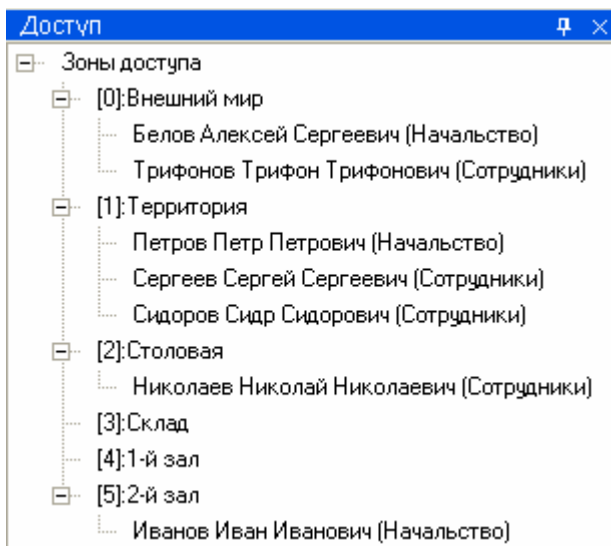 Доступ
Зоны доступа
[0]:Внешний мир
Белов Алексей Сергеевич (Начальство)
Трифонов Трифон Трифонович (Сотрудники)
[1]:Территория
Петров Петр Петрович (Начальство)
Сергеев Сергей Сергеевич (Сотрудники)
Сидоров Сидр Сидорович (Сотрудники)
[2]:Столовая
Николаев Николай Николаевич (Сотрудники)
[3]:Склад
[4]:1-й зал
[5]:2-й зал
Иванов Иван Иванович (Начальство)